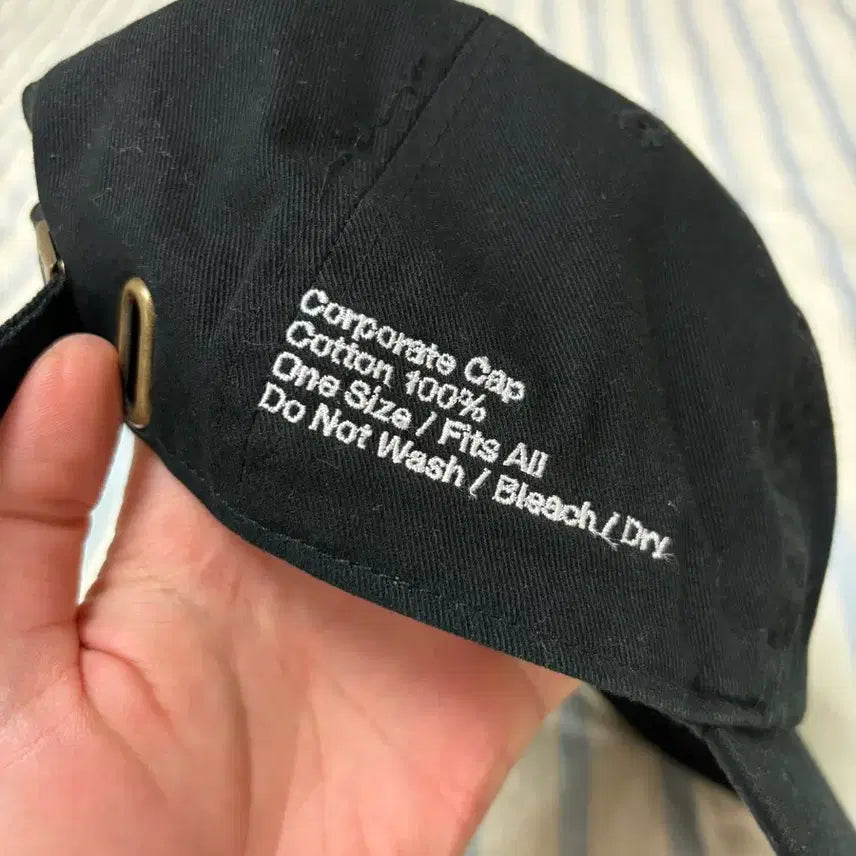 Corporate Cap
Cotton 100%
One Size / Fits All
Do Not Wash / Bleach / Dry